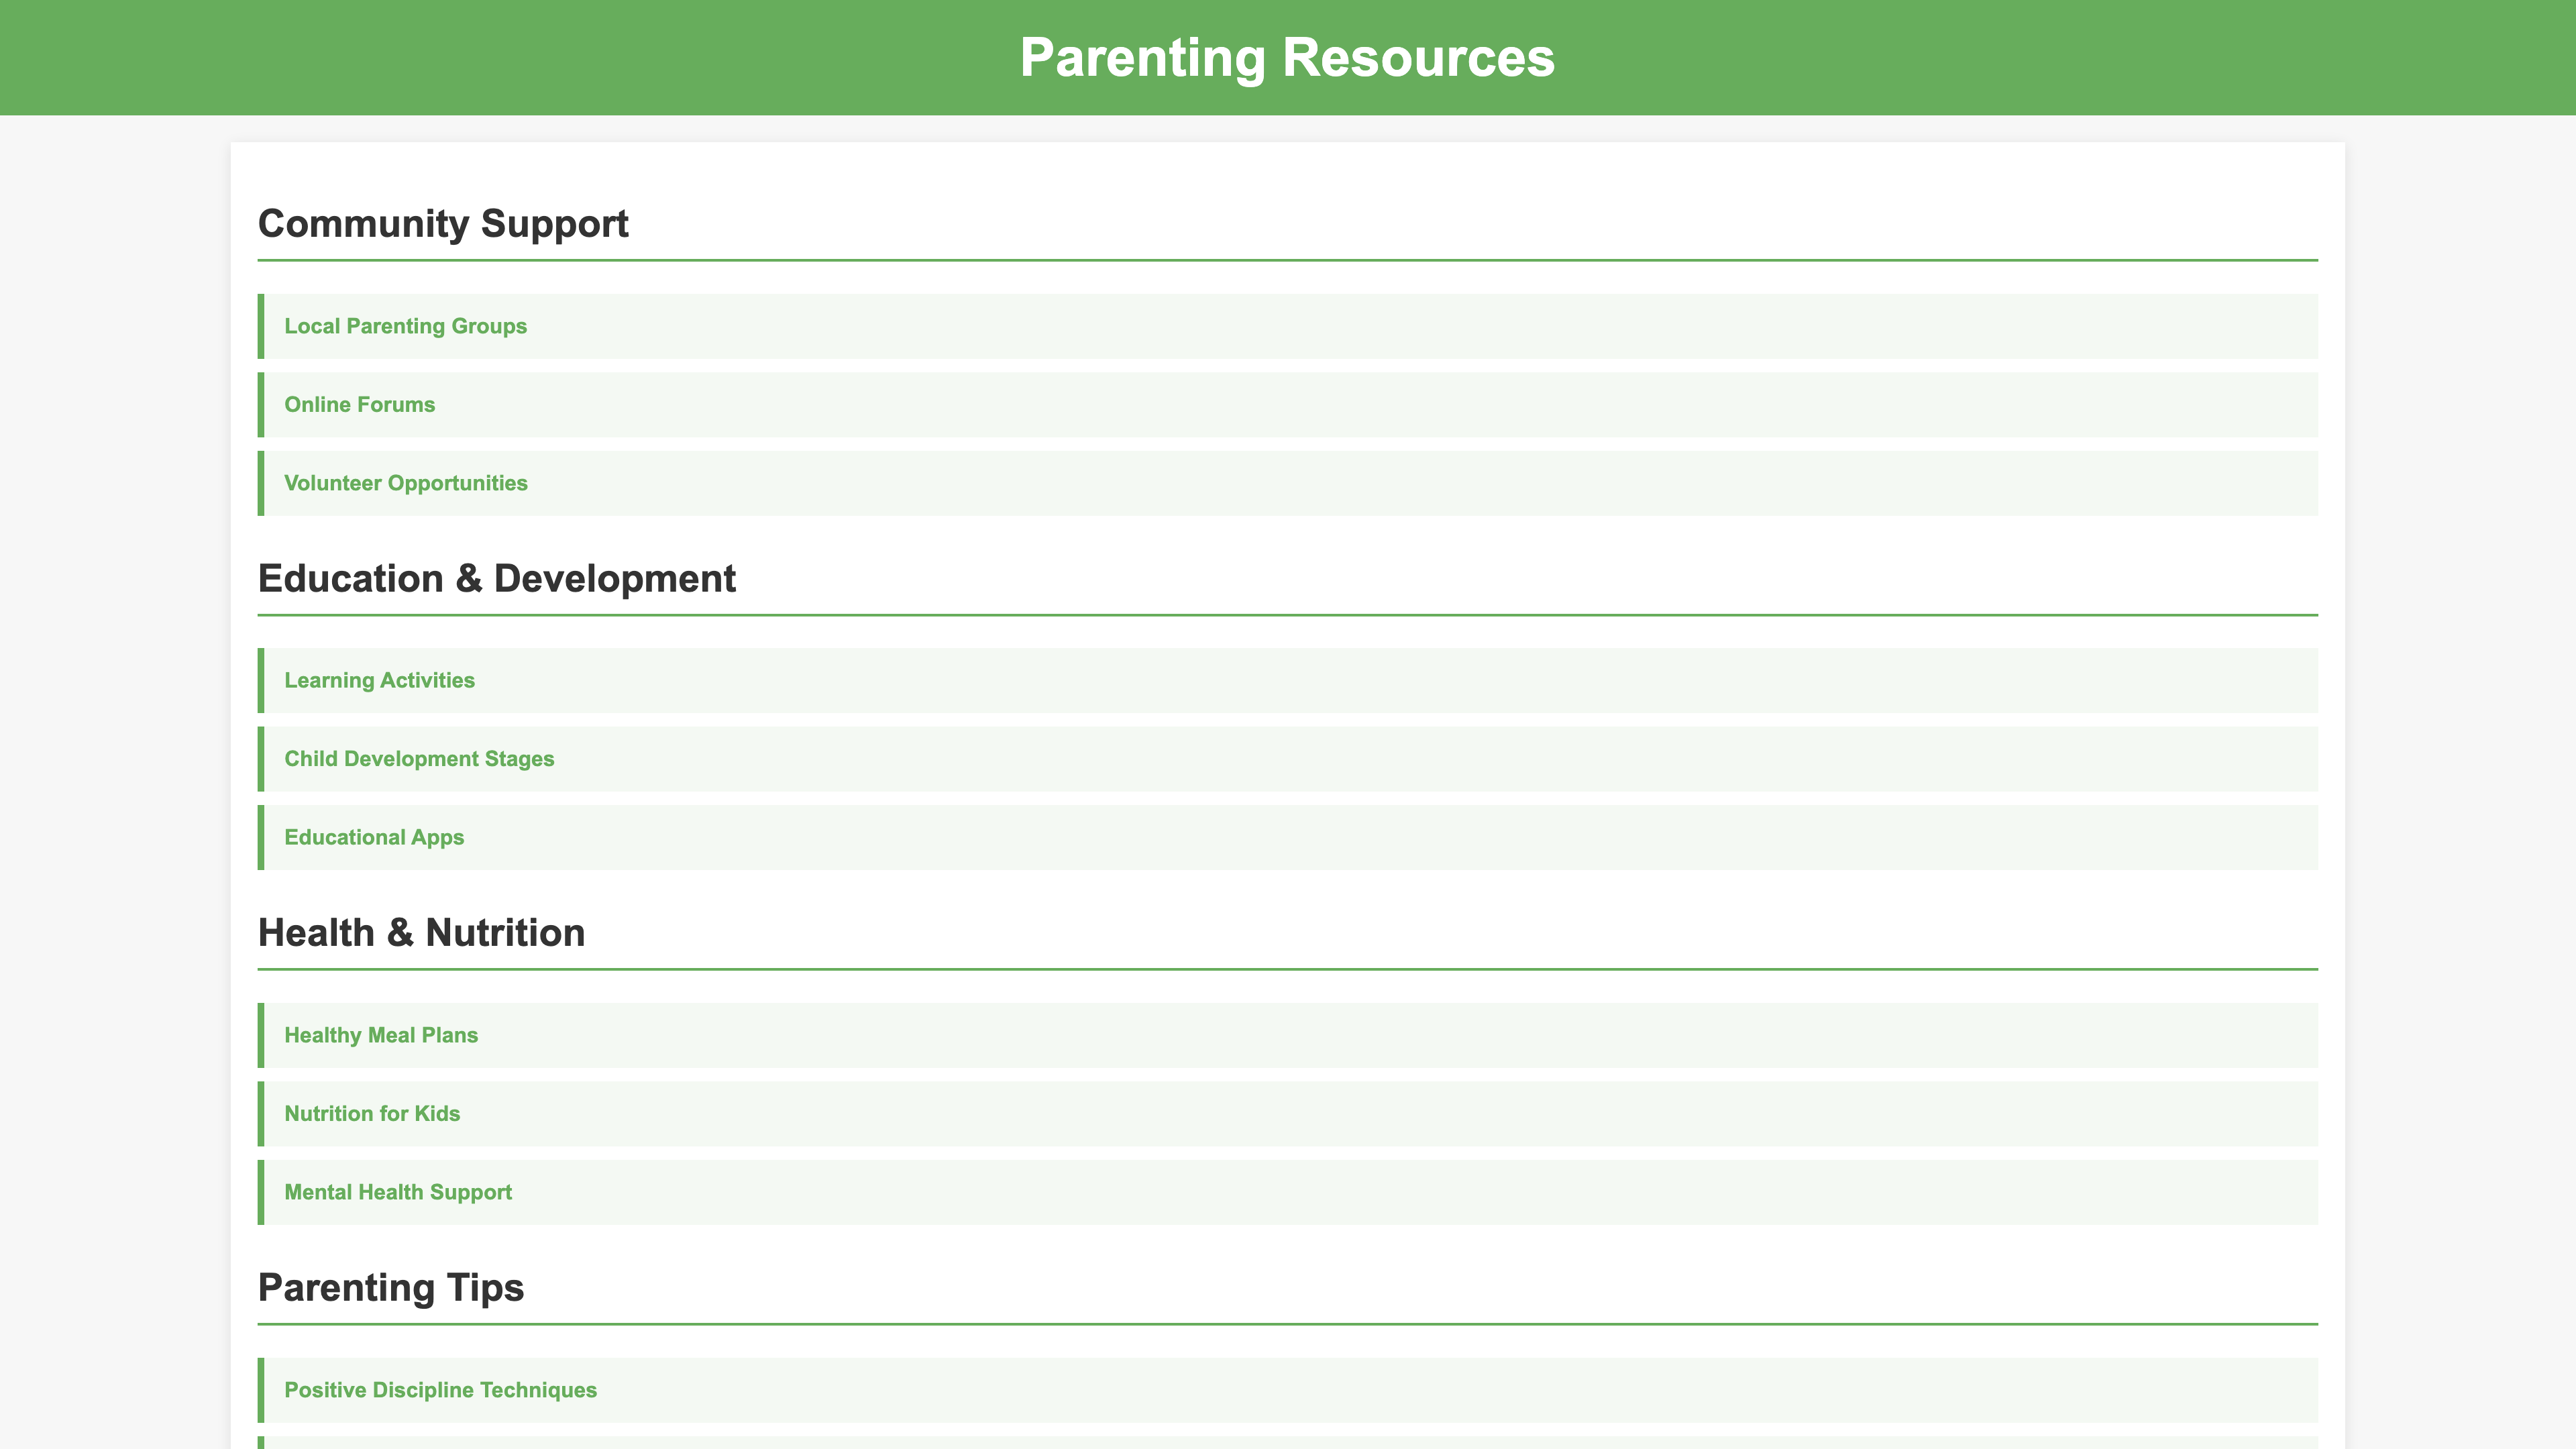 Parenting Resources
Community Support
Local Parenting Groups
Online Forums
Volunteer Opportunities
Education & Development
Learning Activities
Child Development Stages
Educational Apps
Health & Nutrition
Healthy Meal Plans
Nutrition for Kids
Mental Health Support
Parenting Tips
Positive Discipline Techniques